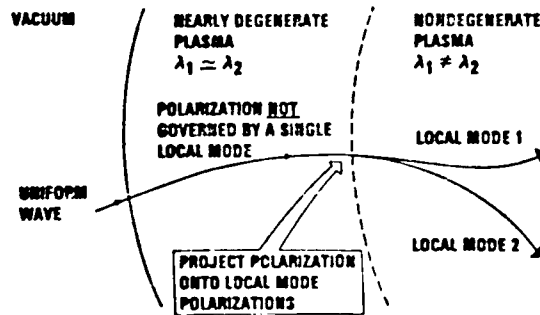 VACUUM
NEARLY DEGENERATE
PLASMA
λ₁ ≃ λ₂
NONDEGENERATE
PLASMA
λ₁ ≠ λ₂
POLARIZATION NOT
GOVERNED BY A SINGLE
LOCAL MODE
LOCAL MODE 1
UNIFORM
WAVE
LOCAL MODE 2
PROJECT POLARIZATION
ONTO LOCAL MODE
POLARIZATIONS